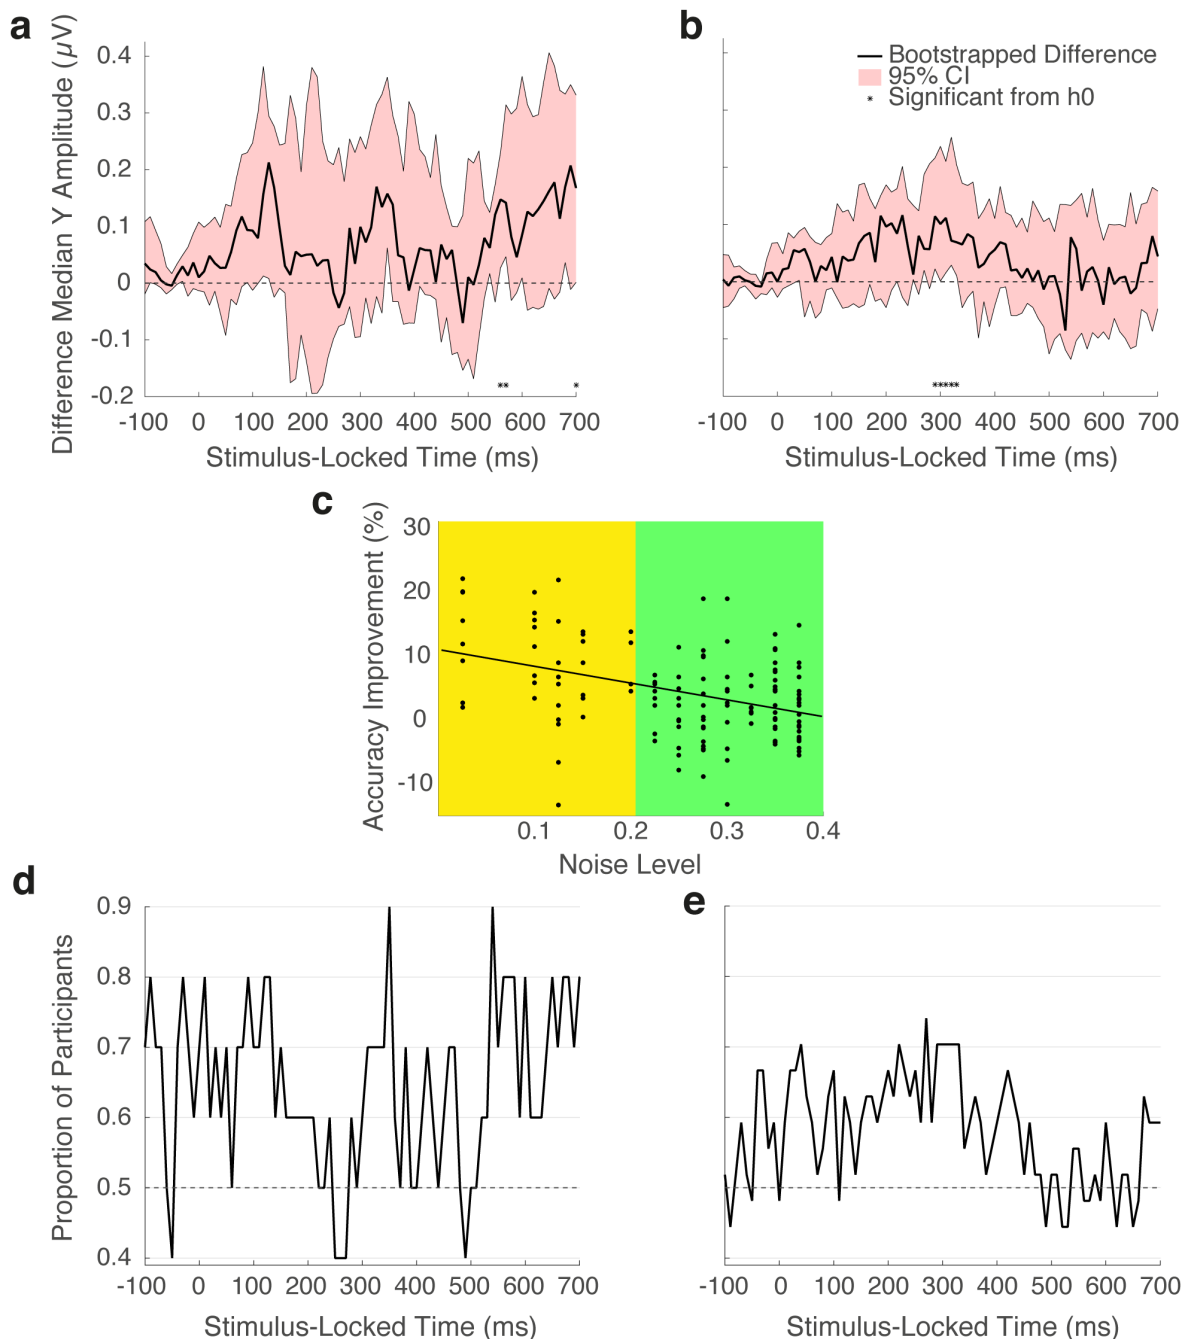 a
b
Difference Median Y Amplitude (μV)
0.4
0.3
0.2
0.1
0
-0.1
-0.2
-100 0 100 200 300 400 500 600 700
Stimulus-Locked Time (ms)
** *
Bootstrapped Difference
95% CI
* Significant from h0
*****
-100 0 100 200 300 400 500 600 700
Stimulus-Locked Time (ms)
c
Accuracy Improvement (%)
30
20
10
0
-10
0.1 0.2 0.3 0.4
Noise Level
d
e
Proportion of Participants
0.9
0.8
0.7
0.6
0.5
0.4
-100 0 100 200 300 400 500 600 700
Stimulus-Locked Time (ms)
-100 0 100 200 300 400 500 600 700
Stimulus-Locked Time (ms)